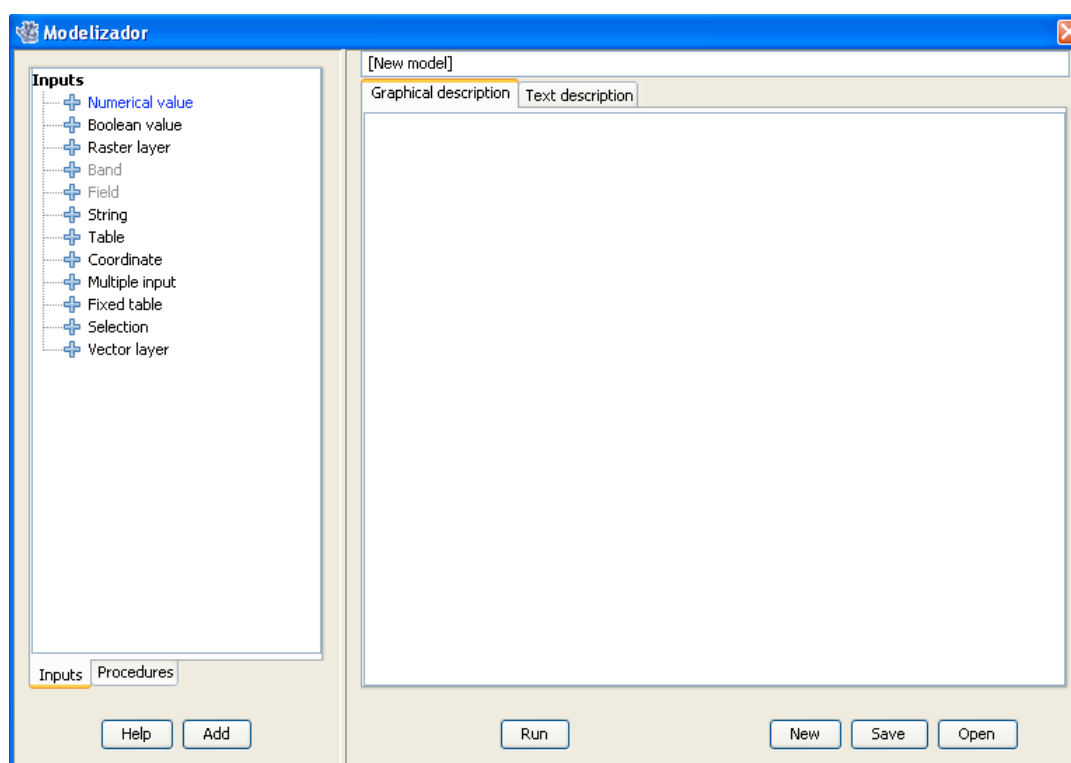 Modelizador
Inputs
Numerical value
Boolean value
Raster layer
Band
Field
String
Table
Coordinate
Multiple input
Fixed table
Selection
Vector layer
Inputs Procedures
Help Add
[New model]
Graphical description Text description
Run New Save Open